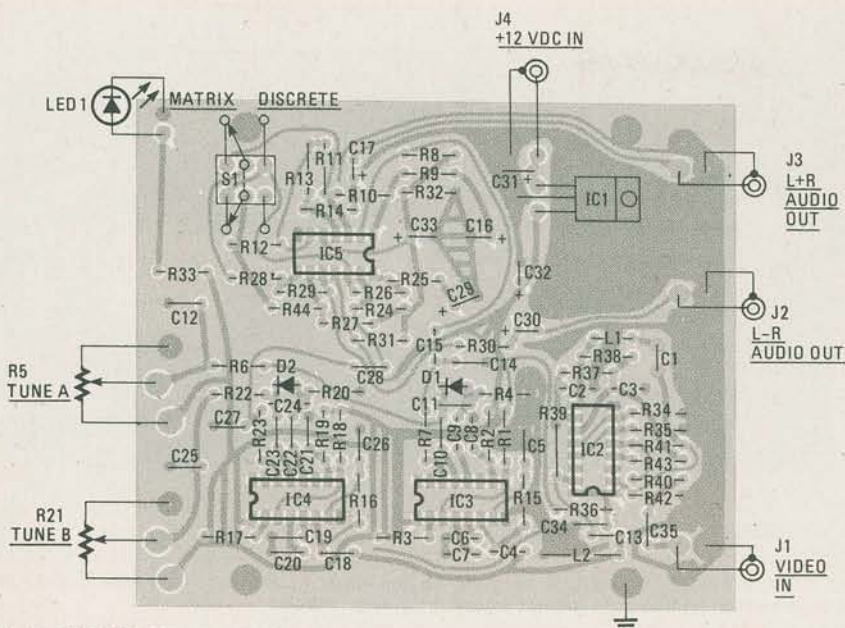 J4
+12 VDC IN
LED1
MATRIX DISCRETE
S1
R13
R11
C17
+
R10
R14
R8
R9
R32
C31 +
IC1
J3
L+R
AUDIO
OUT
R12
IC5
+ C33
C16 +
R33
R28
R29
R44
R26
R24
R25
C29
+
C32
+
J2
L-R
AUDIO OUT
C12
R27
R31
C15
R30
+
C30
C14
L1
R38
C1
R5
TUNE A
R6
D2
C28
D1
R37
R22
R20
R4
C2
C3
C24
C11
C27
R23
C23
C22
C21
R19
R18
C26
R7
C10
C9
C8
R2
R1
C5
R39
IC2
R34
R35
R41
R43
R40
R42
C25
IC4
R16
IC3
R15
R21
TUNE B
R36
C34
C13
C35
R17
C19
R3
C6
C20
C18
C7
C4
L2
J1
VIDEO
IN